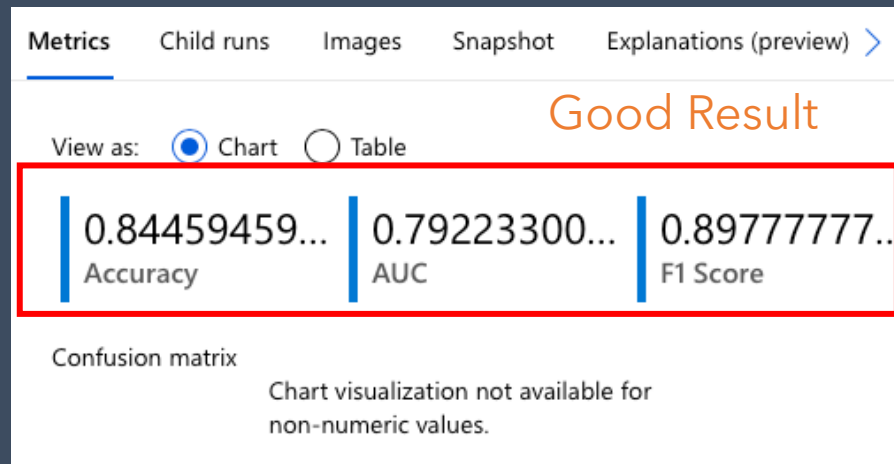 Metrics Child runs Images Snapshot Explanations (preview)
Good Result
View as: Chart Table
0.84459459... 0.79223300... 0.89777777..
Accuracy AUC F1 Score
Confusion matrix
Chart visualization not available for
non-numeric values.